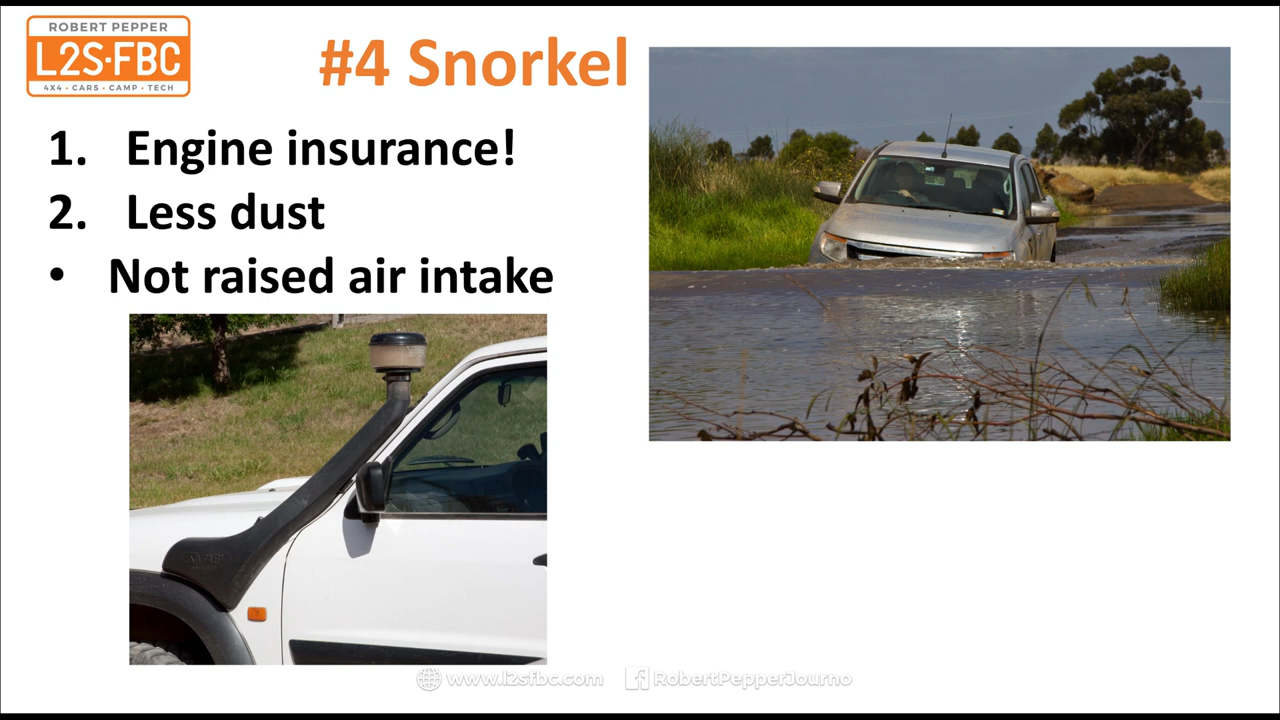 ROBERT PEPPER
L2S·FBC
4X4 · CARS · CAMP · TECH
#4 Snorkel
1. Engine insurance!
2. Less dust
• Not raised air intake
SAFARI
www.l2sfbc.com
RobertPepperJourno